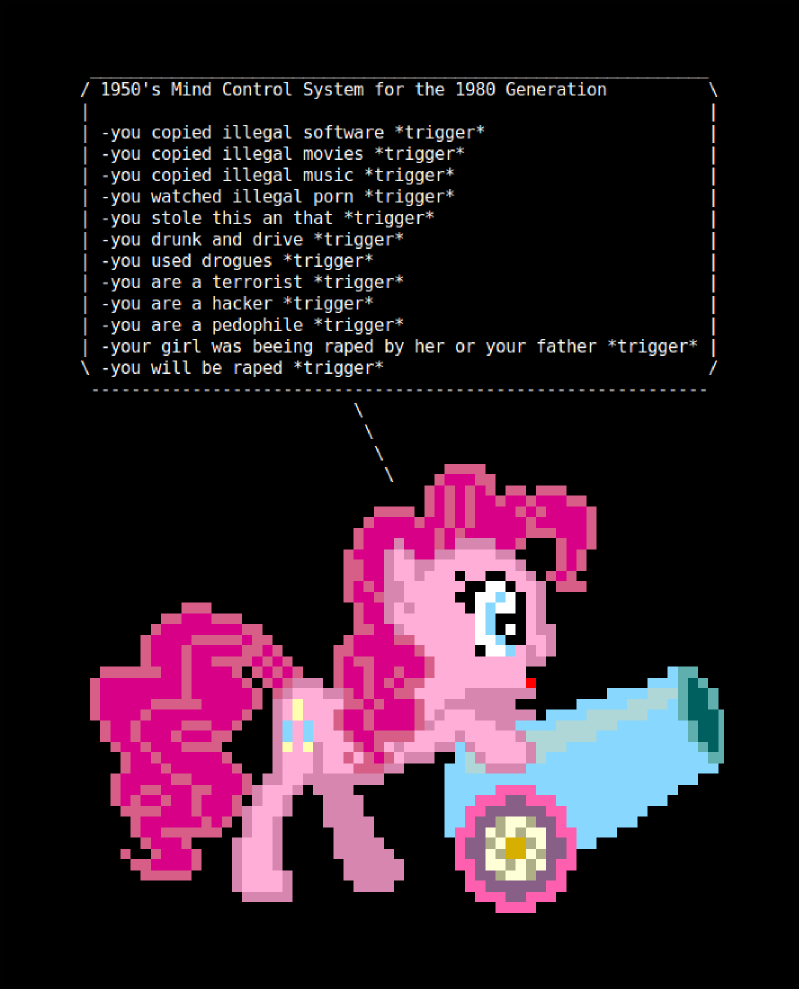 1950's Mind Control System for the 1980 Generation
-you copied illegal software *trigger*
-you copied illegal movies *trigger*
-you copied illegal music *trigger*
-you watched illegal porn *trigger*
-you stole this an that *trigger*
-you drunk and drive *trigger*
-you used drogues *trigger*
-you are a terrorist *trigger*
-you are a hacker *trigger*
-you are a pedophile *trigger*
-your girl was beeing raped by her or your father *trigger*
-you will be raped *trigger*